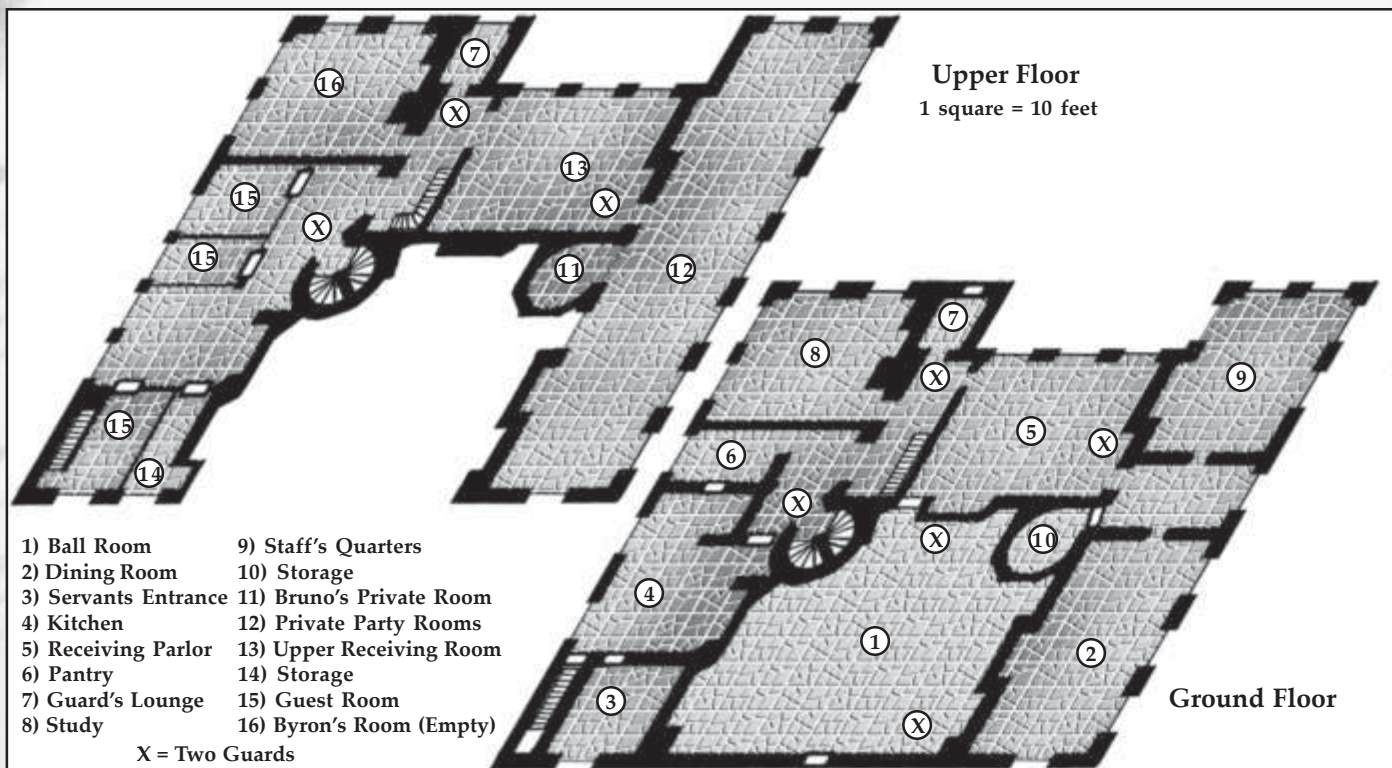 Upper Floor
1 square = 10 feet
7
16
X
13
15
X
X
15
11
12
7
8
X
9
15
5
X
6
14
X
X
10
4
1
2
3
X
Ground Floor
1) Ball Room
2) Dining Room
3) Servants Entrance
4) Kitchen
5) Receiving Parlor
6) Pantry
7) Guard's Lounge
8) Study
9) Staff's Quarters
10) Storage
11) Bruno's Private Room
12) Private Party Rooms
13) Upper Receiving Room
14) Storage
15) Guest Room
16) Byron's Room (Empty)
X = Two Guards